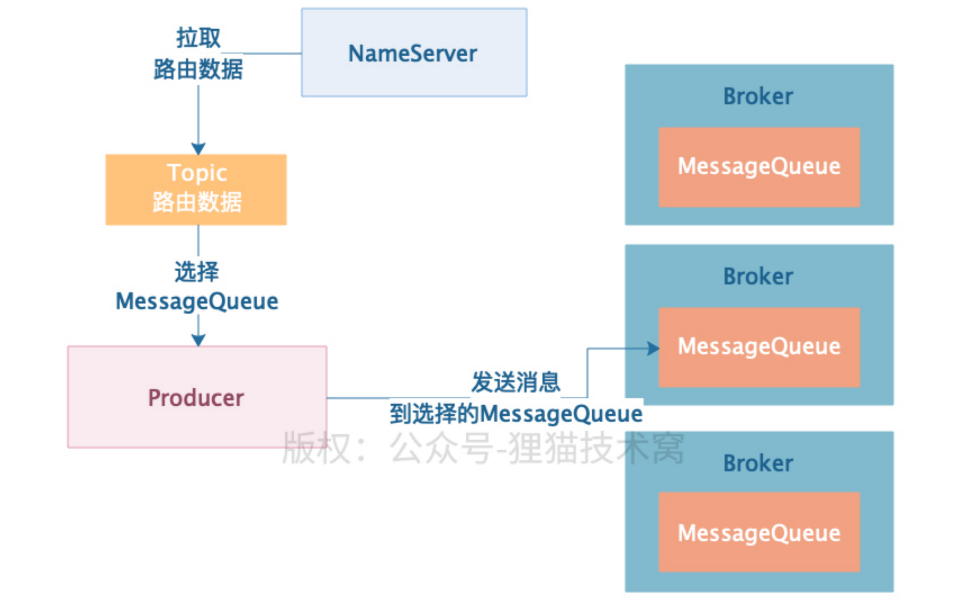 拉取
路由数据
NameServer
Topic
路由数据
选择
MessageQueue
Producer
发送消息
到选择的MessageQueue
Broker
MessageQueue
Broker
MessageQueue
Broker
MessageQueue
版权：公众号-狸猫技术窝